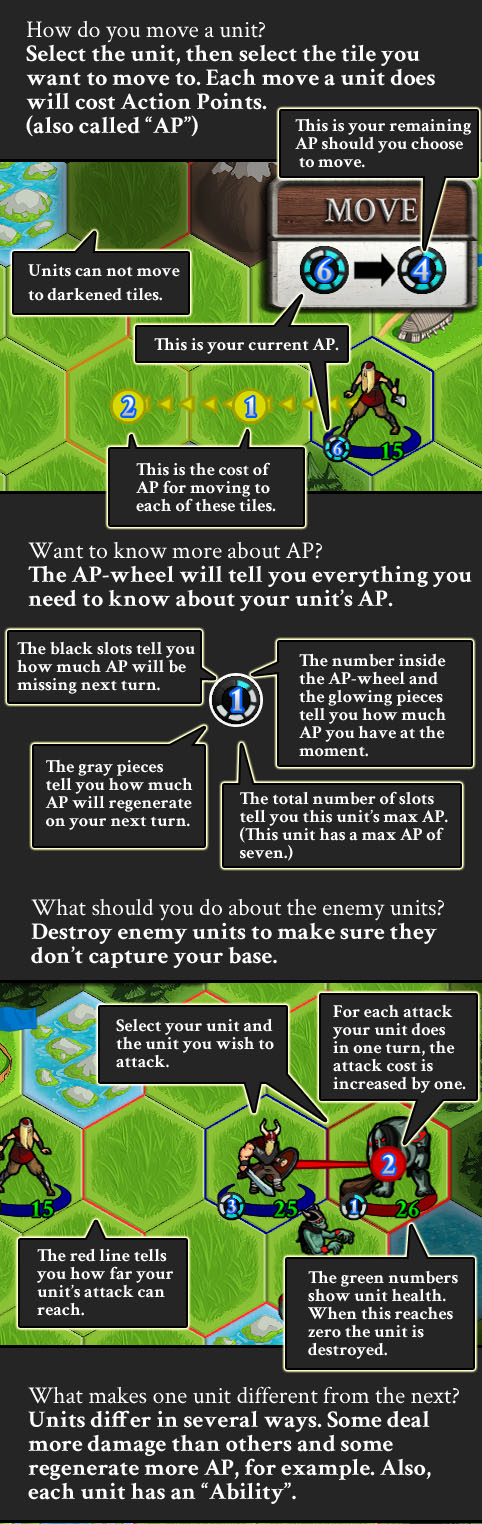 How do you move a unit?
Select the unit, then select the tile you
want to move to. Each move a unit does
will cost Action Points.
(also called “AP”)
This is your remaining
AP should you choose
to move.
MOVE
6 4
Units can not move
to darkened tiles.
This is your current AP.
2 1
6 15
This is the cost of
AP for moving to
each of these tiles.
Want to know more about AP?
The AP-wheel will tell you everything you
need to know about your unit’s AP.
The black slots tell you
how much AP will be
missing next turn.
1
The number inside
the AP-wheel and
the glowing pieces
tell you how much
AP you have at the
moment.
The gray pieces
tell you how much
AP will regenerate
on your next turn.
The total number of slots
tell you this unit’s max AP.
(This unit has a max AP of
seven.)
What should you do about the enemy units?
Destroy enemy units to make sure they
don’t capture your base.
Select your unit and
the unit you wish to
attack.
For each attack
your unit does
in one turn, the
attack cost is
increased by one.
2
15 3 25 1 26
The red line tells
you how far your
unit’s attack can
reach.
The green numbers
show unit health.
When this reaches
zero the unit is
destroyed.
What makes one unit different from the next?
Units differ in several ways. Some deal
more damage than others and some
regenerate more AP, for example. Also,
each unit has an “Ability”.